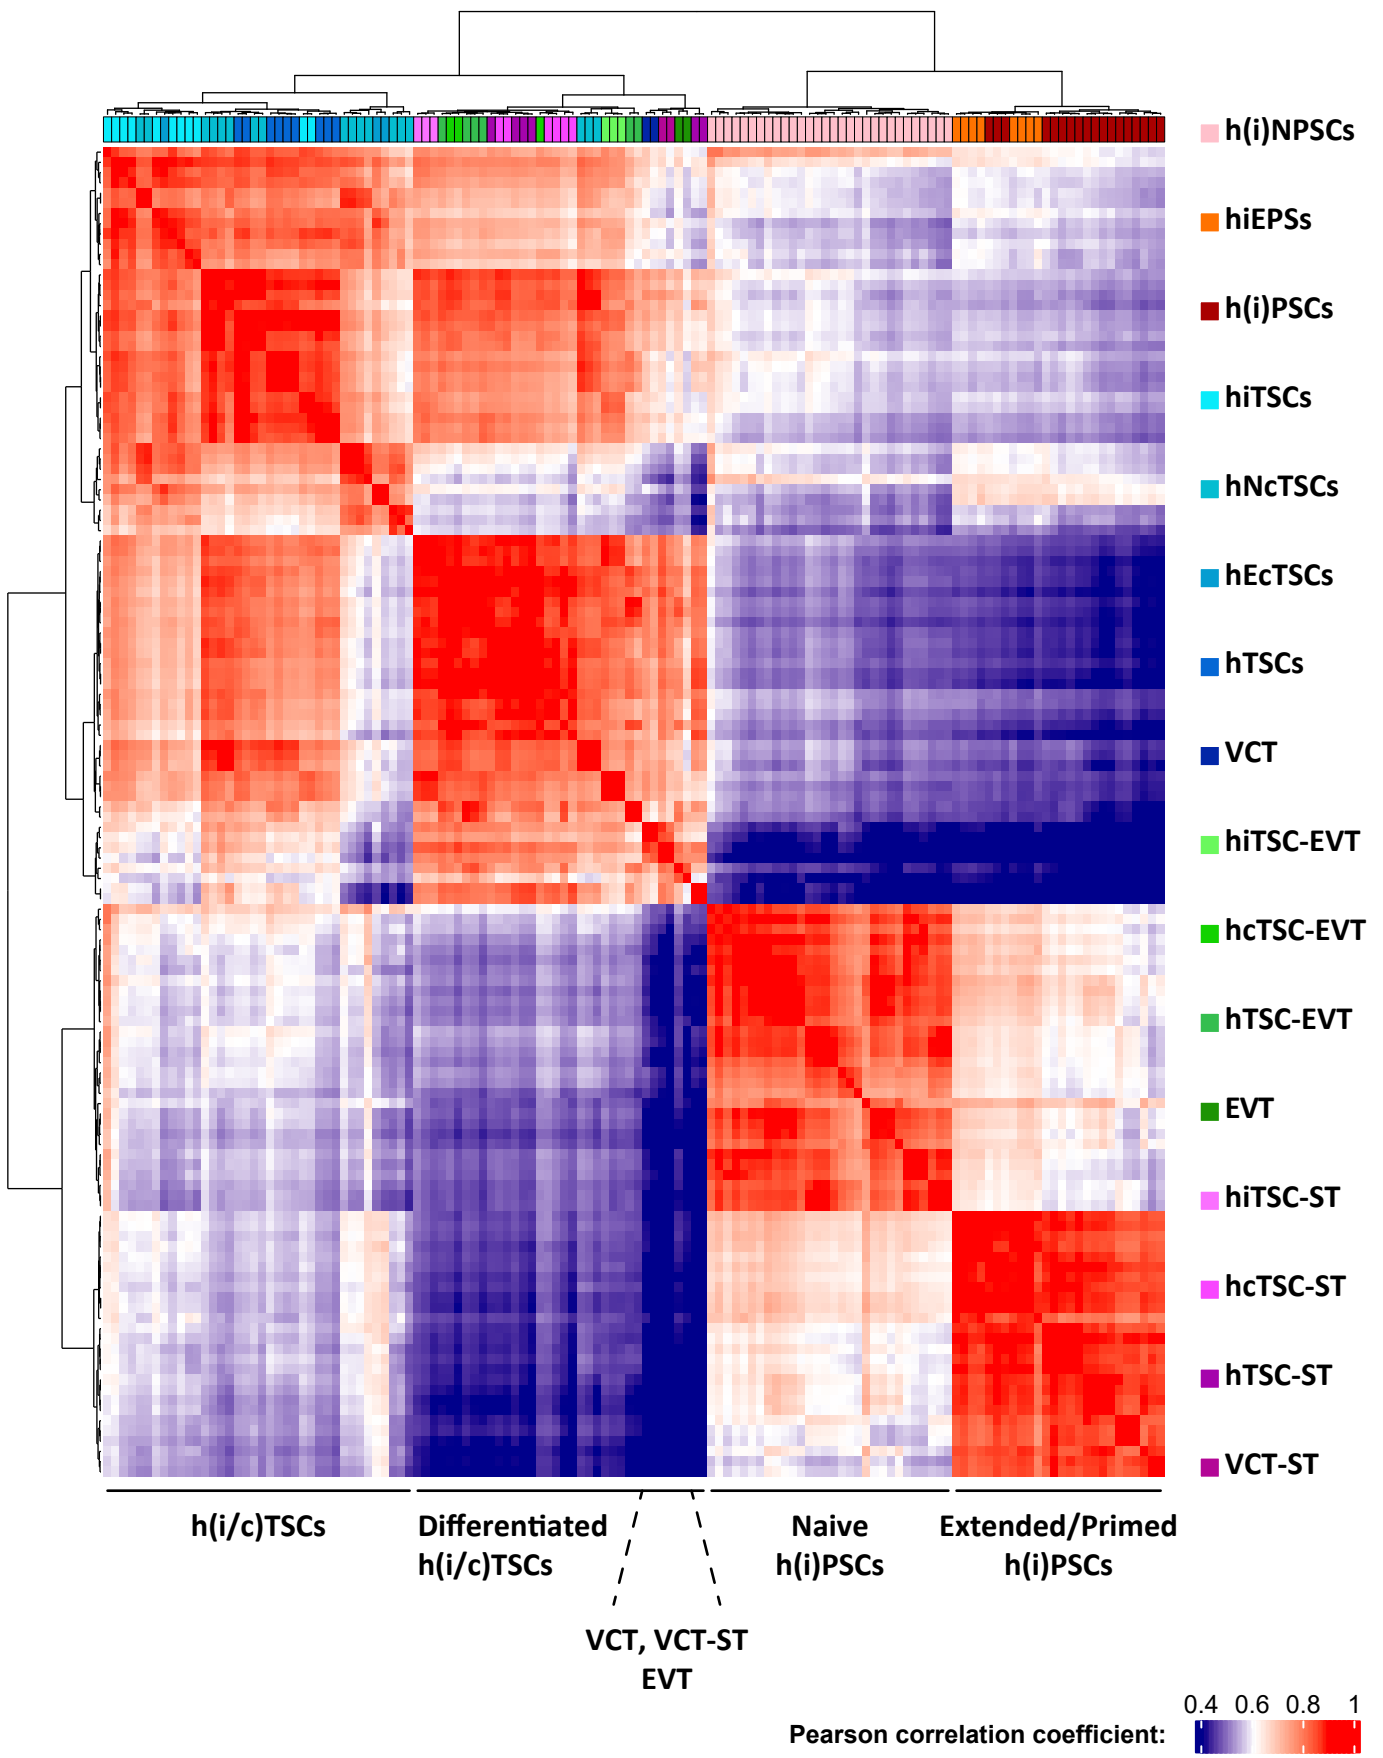 h(i)NPSCs
hiEPSs
h(i)PSCs
hiTSCs
hNcTSCs
hEcTSCs
hTSCs
VCT
hiTSC-EVT
hcTSC-EVT
hTSC-EVT
EVT
hiTSC-ST
hcTSC-ST
hTSC-ST
VCT-ST
h(i/c)TSCs
Differentiated
h(i/c)TSCs
Naive
h(i)PSCs
Extended/Primed
h(i)PSCs
VCT, VCT-ST
EVT
0.4 0.6 0.8 1
Pearson correlation coefficient: